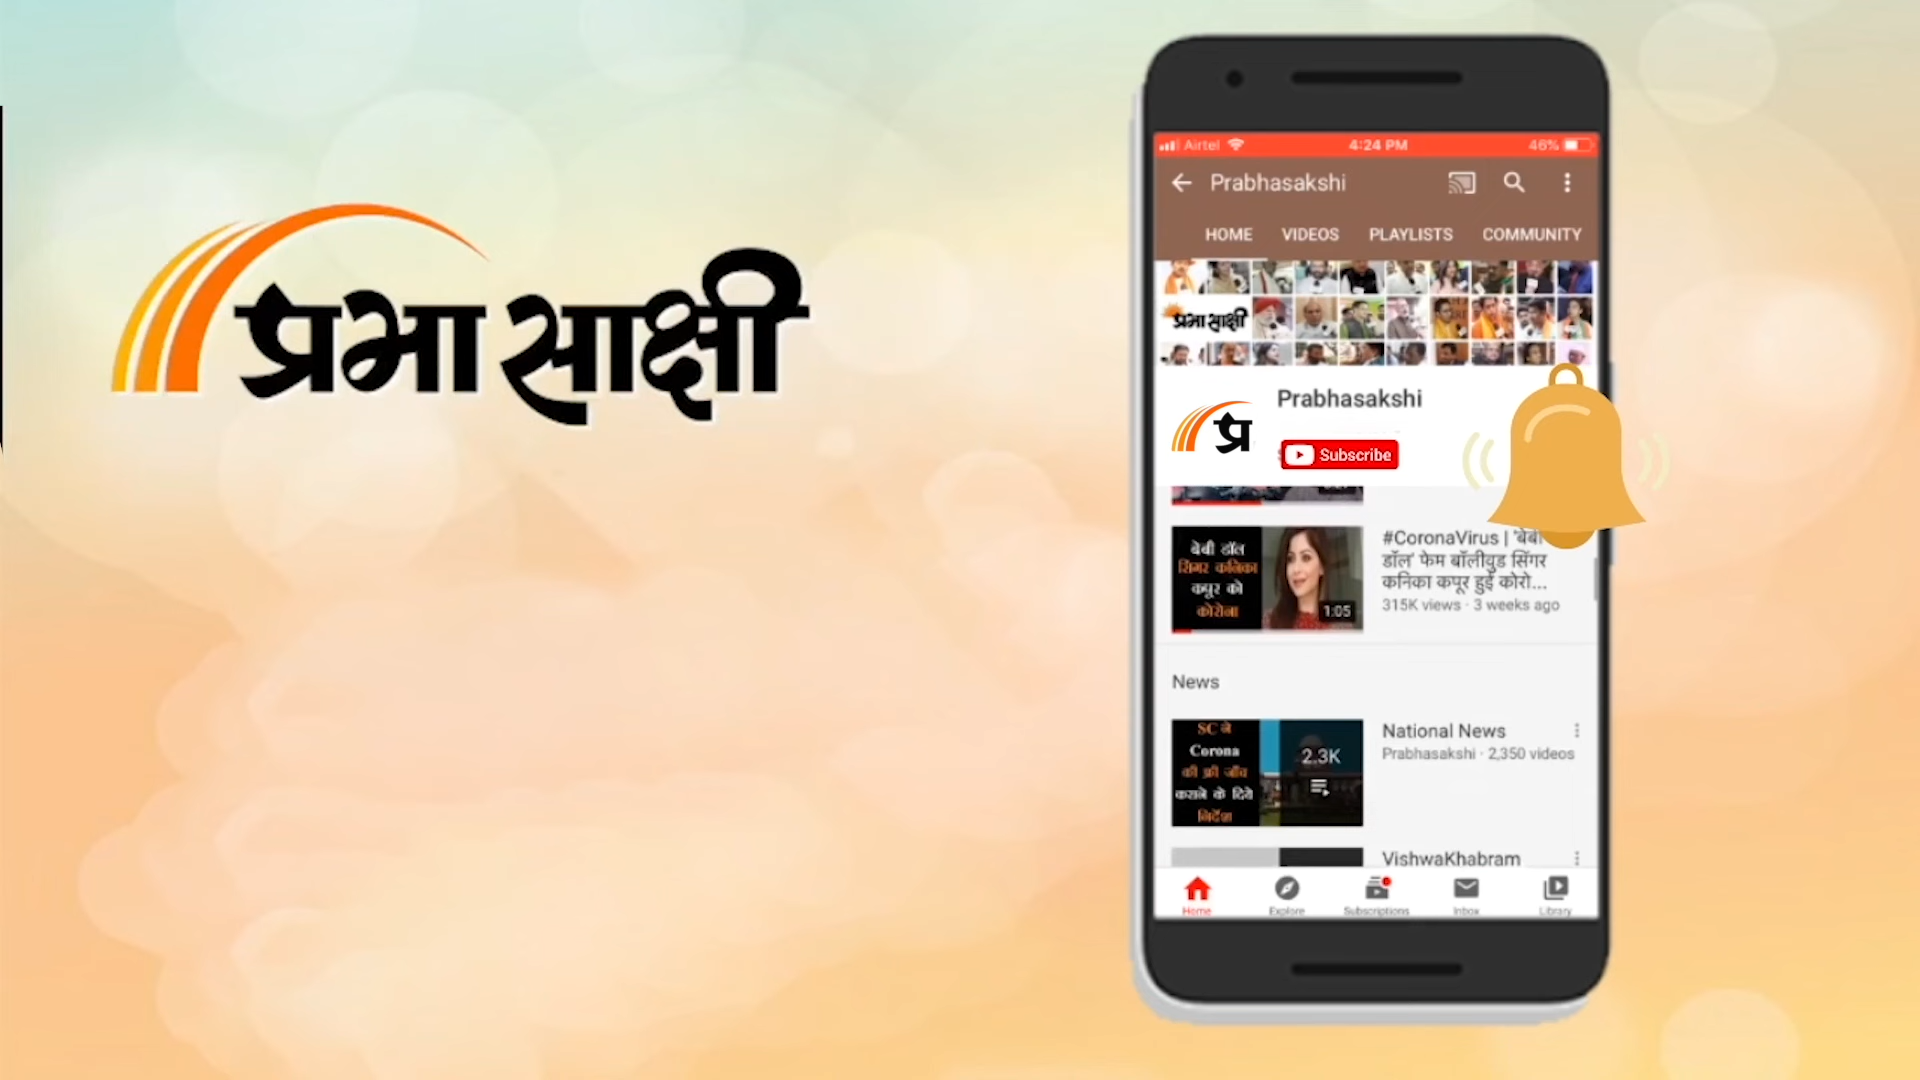 प्रभा साक्षी
Airtel 4:24 PM 46%
Prabhasakshi
HOME VIDEOS PLAYLISTS COMMUNITY
प्रभा साक्षी
Prabhasakshi
प्र
Subscribe
बेबी डॉल
सिंगर कनिका
कपूर को
कोरोना
1:05
#CoronaVirus | 'बेबी
डॉल' फेम बॉलीवुड सिंगर
कनिका कपूर हुईं कोरो...
315K views · 3 weeks ago
News
SC ने
Corona
की फ्री जाँच
कराने के दिये
निर्देश
2.3K
National News
Prabhasakshi · 2,350 videos
VishwaKhabram
Home Explore Subscriptions Inbox Library